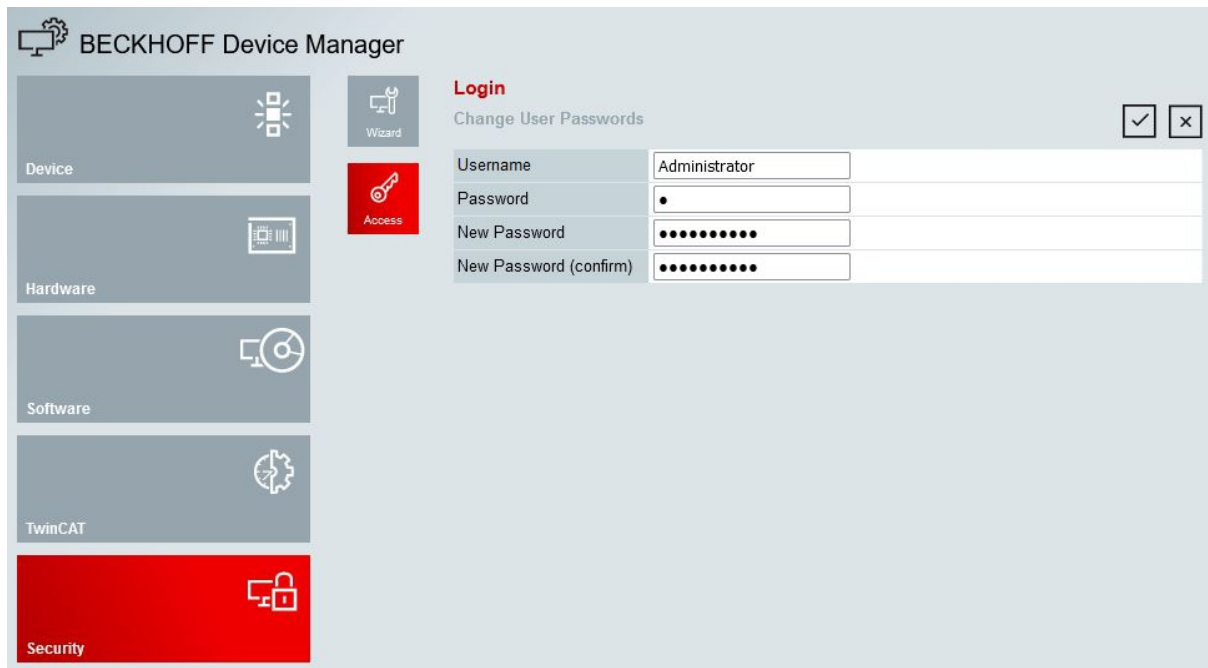 BECKHOFF Device Manager
Device
Hardware
Software
TwinCAT
Security
Wizard
Access
Login
Change User Passwords
Username Administrator
Password •
New Password ••••••••••
New Password (confirm) ••••••••••